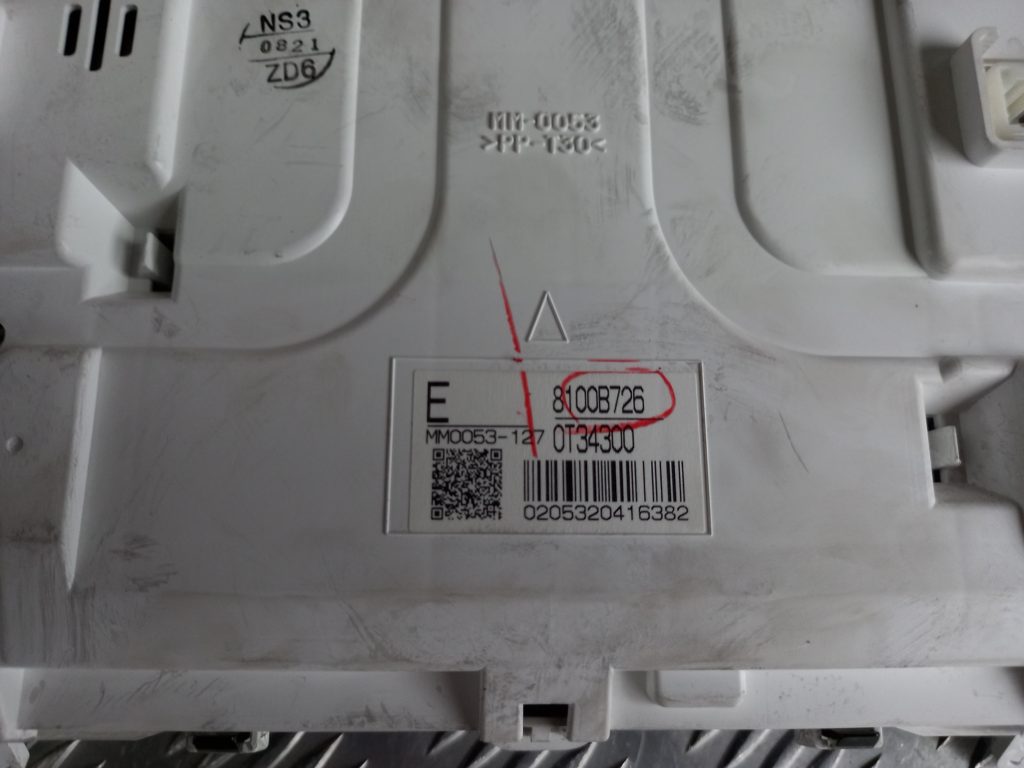 NS3
0821
ZD6
MM-0053
>PP-T30<
E
8100B726
MM0053-127
0T34300
0205320416382